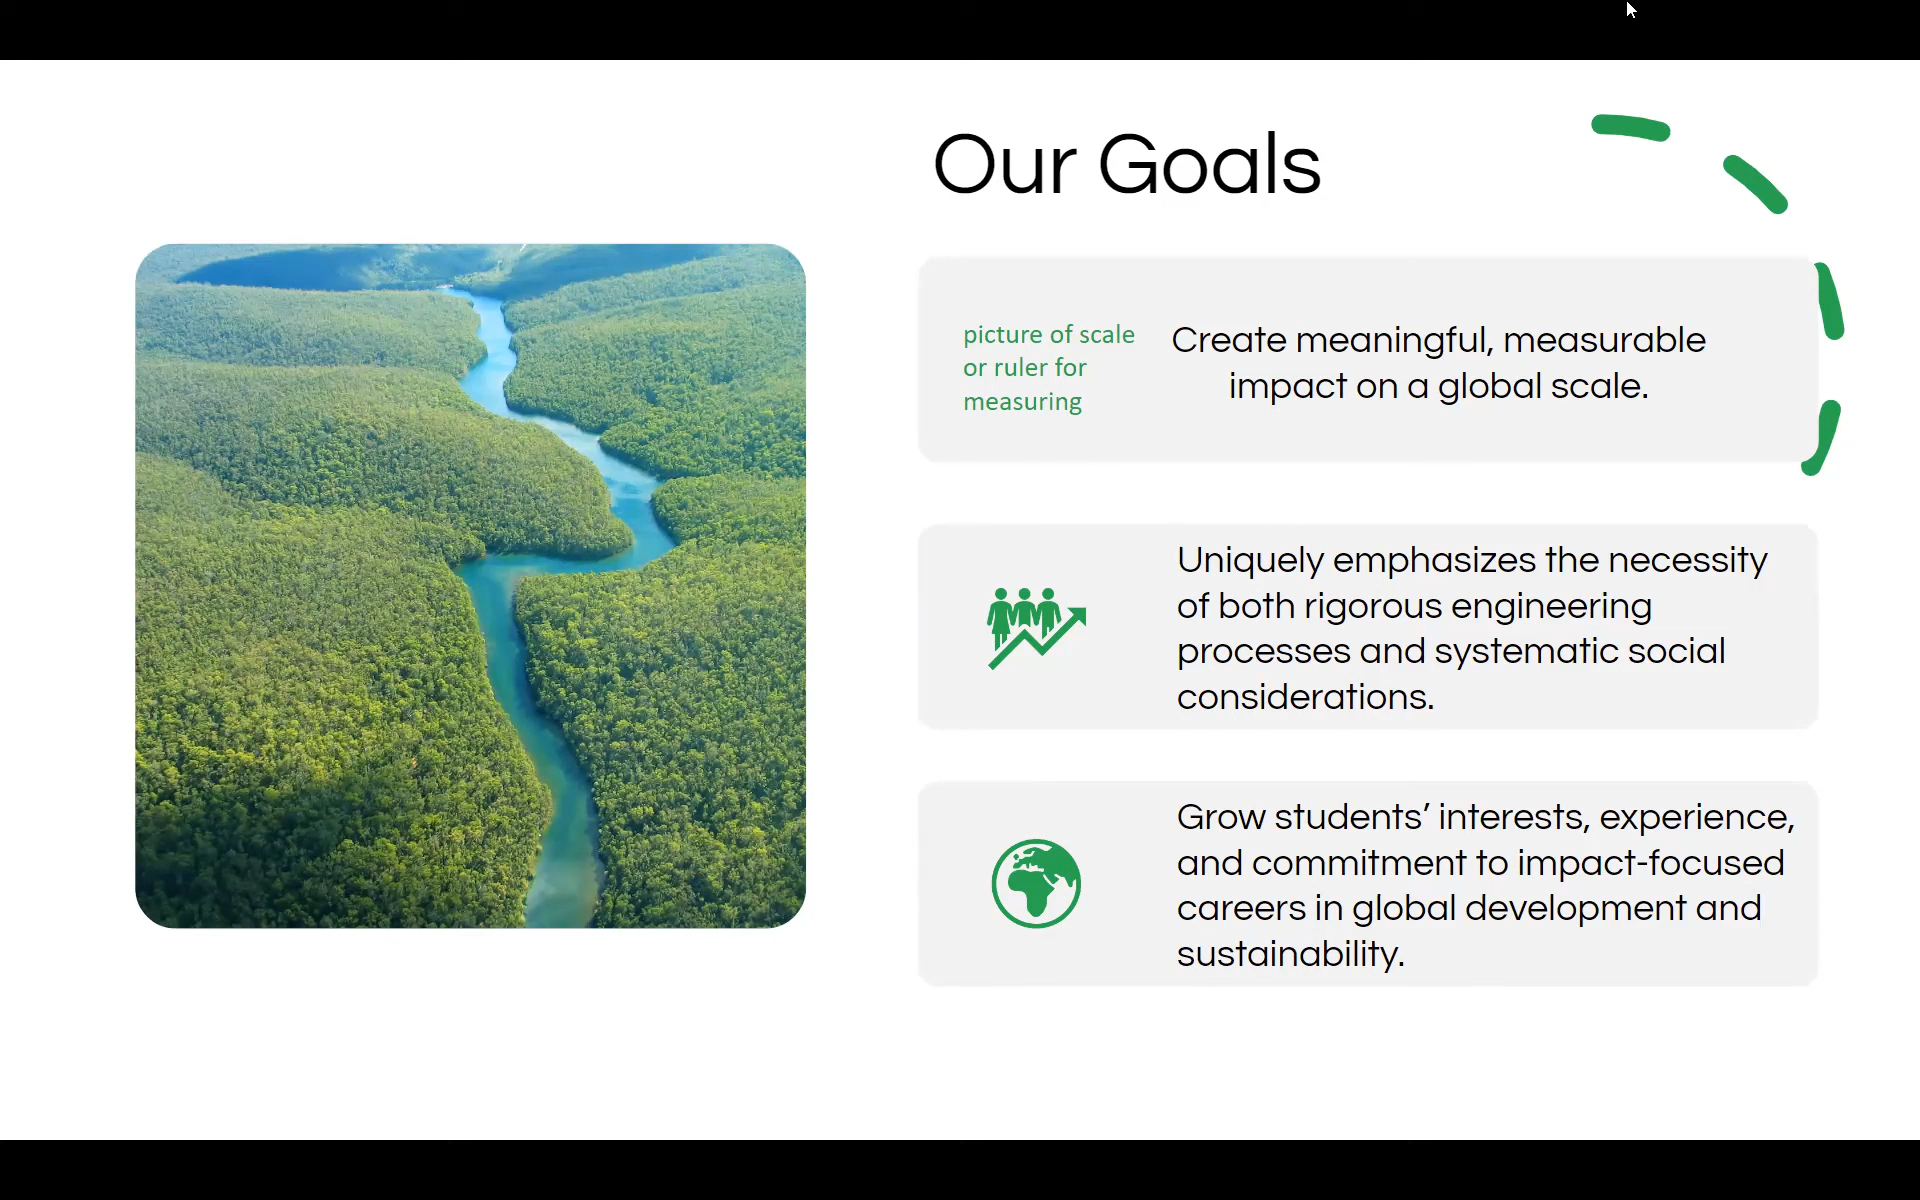 Our Goals
picture of scale
or ruler for
measuring
Create meaningful, measurable
impact on a global scale.
Uniquely emphasizes the necessity
of both rigorous engineering
processes and systematic social
considerations.
Grow students’ interests, experience,
and commitment to impact-focused
careers in global development and
sustainability.